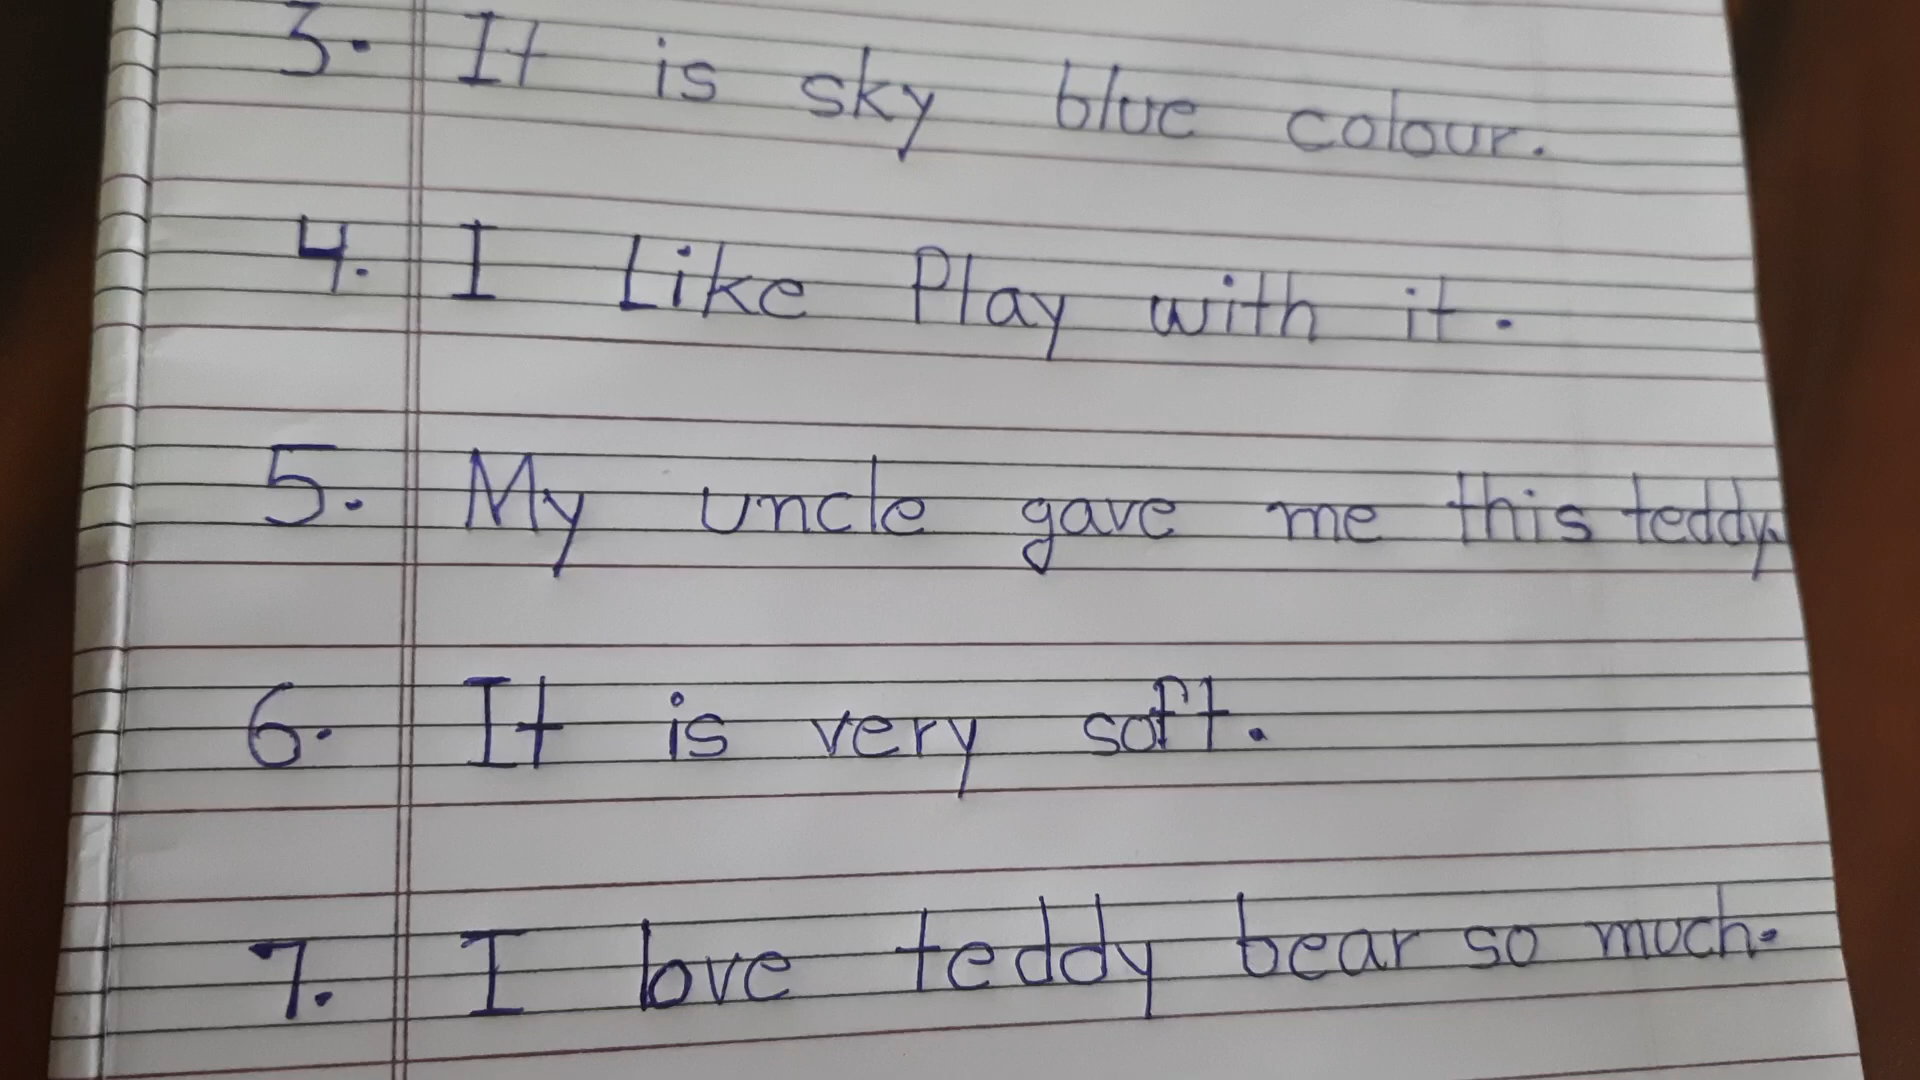 3. It is sky blue colour.
4. I Like Play with it.
5. My uncle gave me this teddy.
6. It is very soft.
7. I love teddy bear so much.